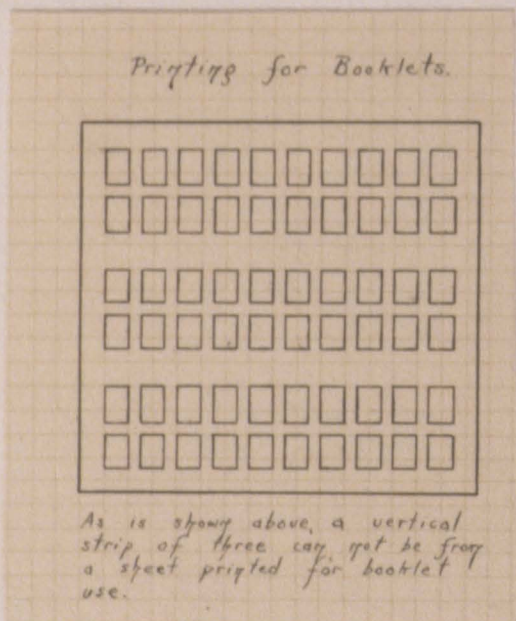 Printing for Booklets.
As is shown above, a vertical
strip of three can not be from
a sheet printed for booklet
use.